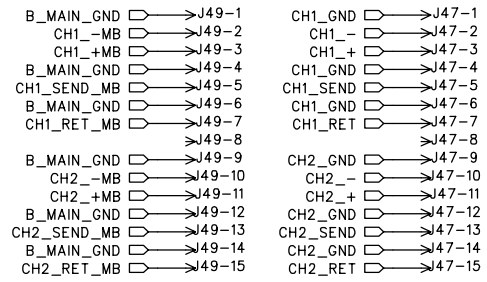 B_MAIN_GND J49-1 CH1_GND J47-1
CH1_-MB J49-2 CH1_- J47-2
CH1_+MB J49-3 CH1_+ J47-3
B_MAIN_GND J49-4 CH1_GND J47-4
CH1_SEND_MB J49-5 CH1_SEND J47-5
B_MAIN_GND J49-6 CH1_GND J47-6
CH1_RET_MB J49-7 CH1_RET J47-7
J49-8 J47-8
B_MAIN_GND J49-9 CH2_GND J47-9
CH2_-MB J49-10 CH2_- J47-10
CH2_+MB J49-11 CH2_+ J47-11
B_MAIN_GND J49-12 CH2_GND J47-12
CH2_SEND_MB J49-13 CH2_SEND J47-13
B_MAIN_GND J49-14 CH2_GND J47-14
CH2_RET_MB J49-15 CH2_RET J47-15